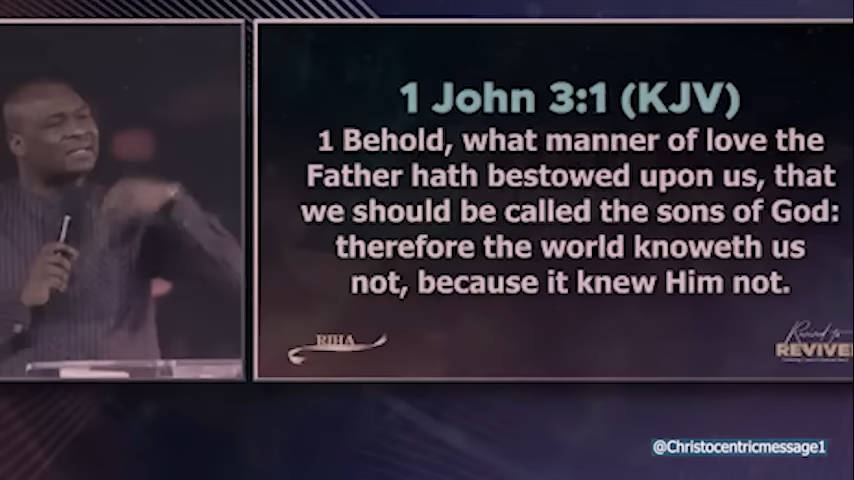 1 John 3:1 (KJV)
1 Behold, what manner of love the
Father hath bestowed upon us, that
we should be called the sons of God:
therefore the world knoweth us
not, because it knew Him not.
RIHA
REVIVE
@Christocentricmessage1